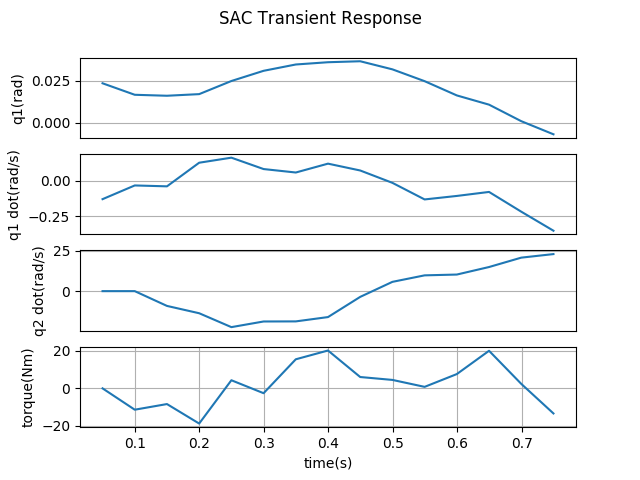 SAC Transient Response
0.025
0.000
q1(rad)
0.00
−0.25
q1 dot(rad/s)
25
0
q2 dot(rad/s)
20
0
−20
torque(Nm)
0.1 0.2 0.3 0.4 0.5 0.6 0.7
time(s)